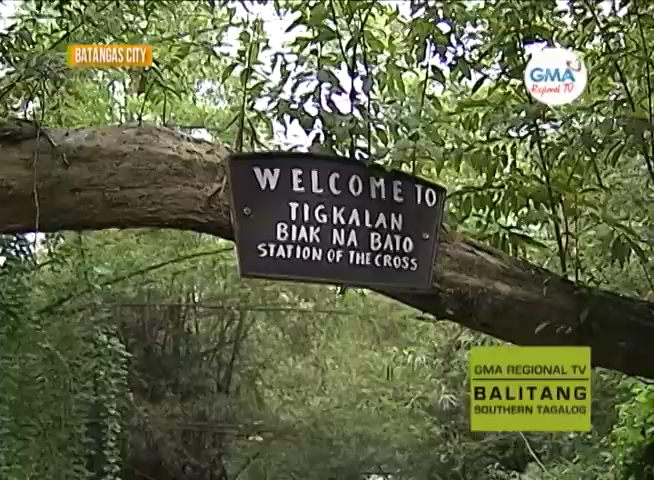 BATANGAS CITY
GMA
Regional TV
WELCOME TO
TIGKALAN
BIAK NA BATO
STATION OF THE CROSS
GMA REGIONAL TV
BALITANG
SOUTHERN TAGALOG